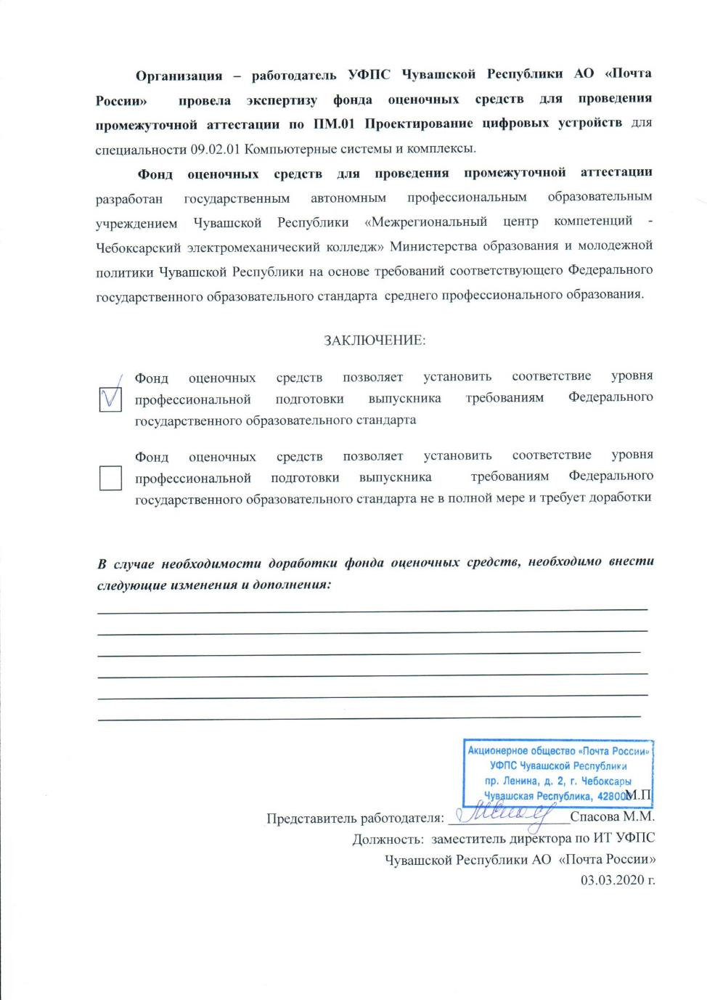 Организация – работодатель УФПС Чувашской Республики АО «Почта
России» провела экспертизу фонда оценочных средств для проведения
промежуточной аттестации по ПМ.01 Проектирование цифровых устройств для
специальности 09.02.01 Компьютерные системы и комплексы.
Фонд оценочных средств для проведения промежуточной аттестации
разработан государственным автономным профессиональным образовательным
учреждением Чувашской Республики «Межрегиональный центр компетенций -
Чебоксарский электромеханический колледж» Министерства образования и молодежной
политики Чувашской Республики на основе требований соответствующего Федерального
государственного образовательного стандарта среднего профессионального образования.
ЗАКЛЮЧЕНИЕ:
Фонд оценочных средств позволяет установить соответствие уровня
профессиональной подготовки выпускника требованиям Федерального
государственного образовательного стандарта
Фонд оценочных средств позволяет установить соответствие уровня
профессиональной подготовки выпускника требованиям Федерального
государственного образовательного стандарта не в полной мере и требует доработки
В случае необходимости доработки фонда оценочных средств, необходимо внести
следующие изменения и дополнения:
Акционерное общество «Почта России»
УФПС Чувашской Республики
пр. Ленина, д. 2, г. Чебоксары
Чувашская Республика, 428000
М.П
Представитель работодателя: Спасова М.М.
Должность: заместитель директора по ИТ УФПС
Чувашской Республики АО «Почта России»
03.03.2020 г.